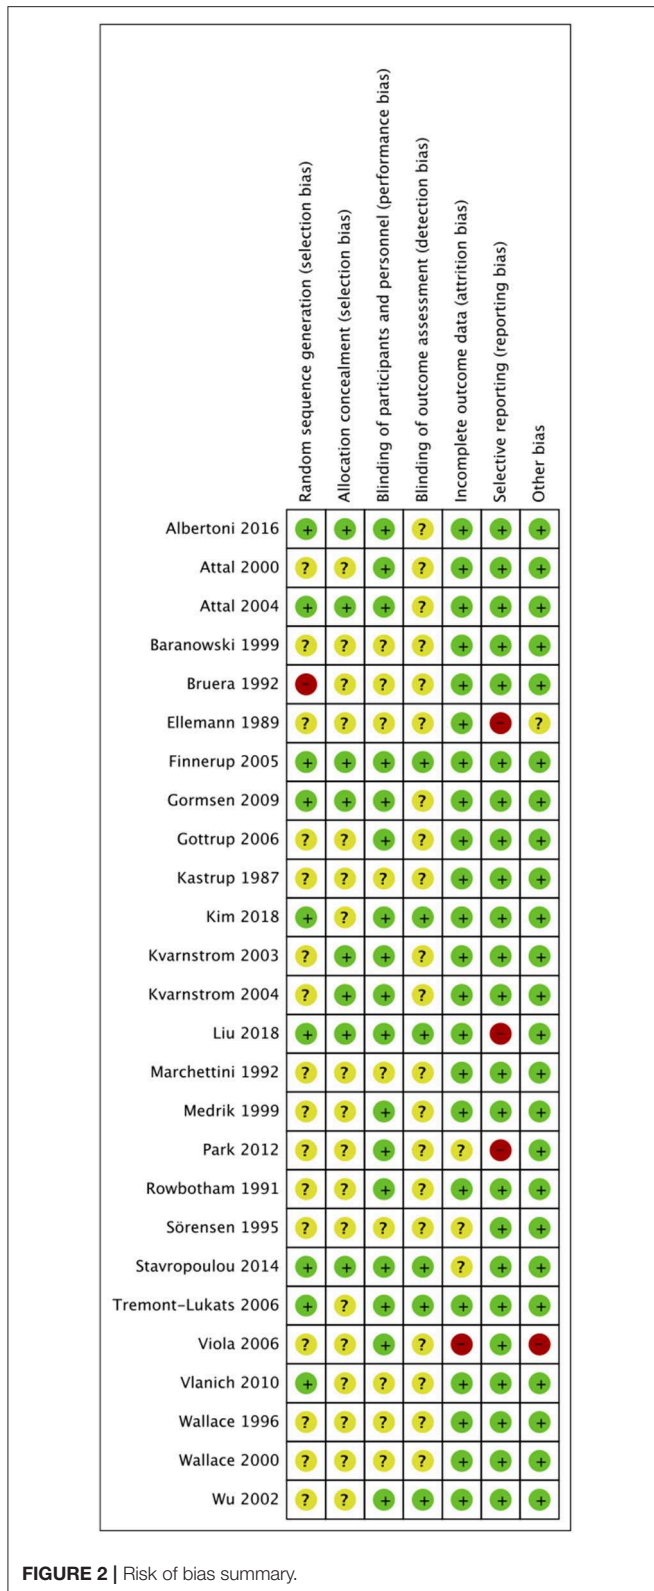 Random sequence generation (selection bias)
Allocation concealment (selection bias)
Blinding of participants and personnel (performance bias)
Blinding of outcome assessment (detection bias)
Incomplete outcome data (attrition bias)
Selective reporting (reporting bias)
Other bias
Albertoni 2016 + + + ? + + +
Attal 2000 ? ? + ? + + +
Attal 2004 + + + ? + + +
Baranowski 1999 ? ? ? ? + + +
Bruera 1992 - ? ? ? + + +
Ellemann 1989 ? ? ? ? + - ?
Finnerup 2005 + + + + + + +
Gormsen 2009 + + + ? + + +
Gottrup 2006 ? ? + ? + + +
Kastrup 1987 ? ? ? ? + + +
Kim 2018 + ? + + + + +
Kvarnstrom 2003 ? + + ? + + +
Kvarnstrom 2004 ? + + ? + + +
Liu 2018 + + + + + - +
Marchettini 1992 ? ? ? ? + + +
Medrik 1999 ? ? + ? + + +
Park 2012 ? ? + ? ? - +
Rowbotham 1991 ? ? + ? + + +
Sörensen 1995 ? ? ? ? ? + +
Stavropoulou 2014 + + + + ? + +
Tremont-Lukats 2006 + ? + + + + +
Viola 2006 ? ? + ? - + -
Vlanich 2010 + ? ? ? + + +
Wallace 1996 ? ? ? ? + + +
Wallace 2000 ? ? ? ? + + +
Wu 2002 ? ? + + + + +
FIGURE 2 | Risk of bias summary.